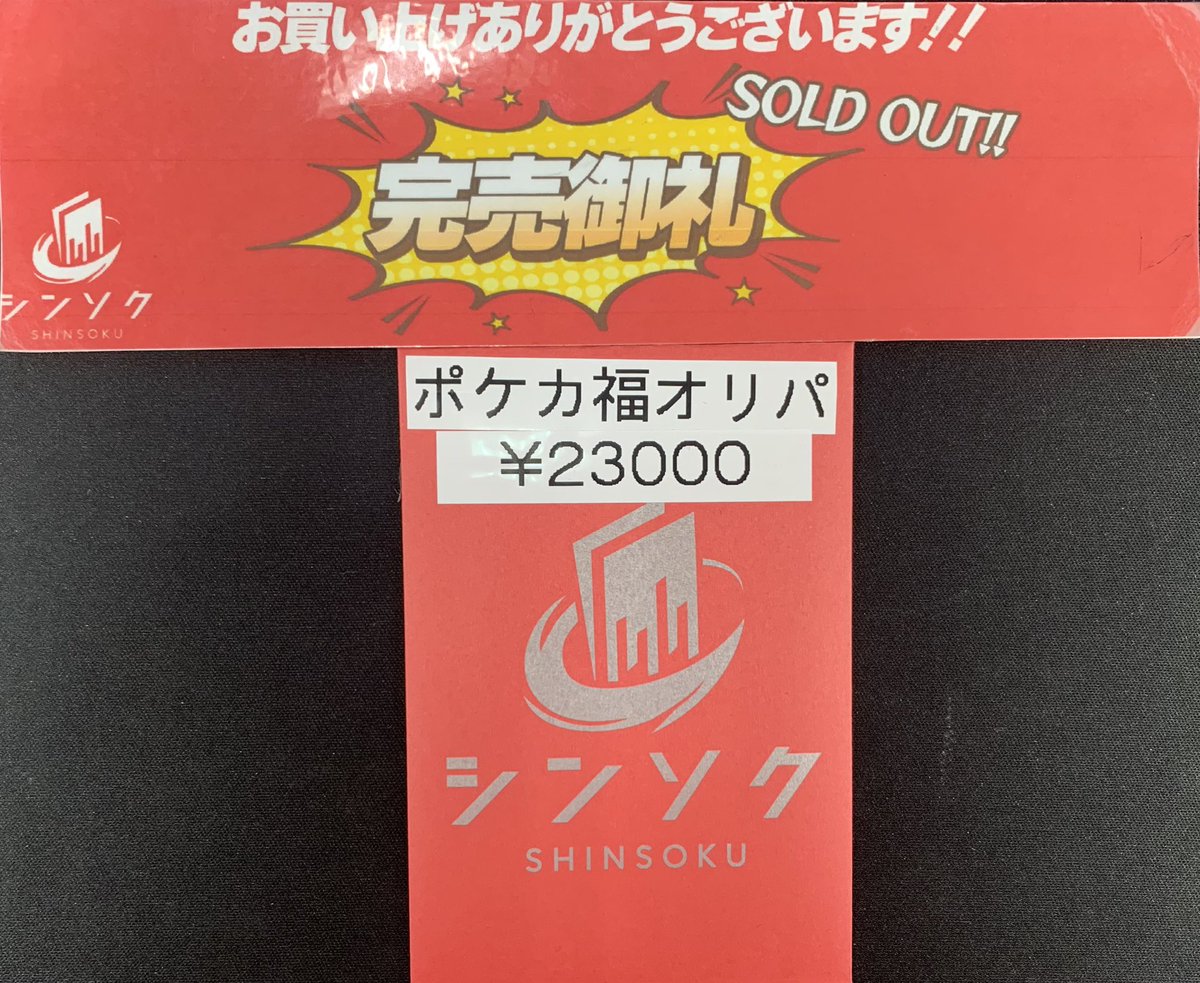 お買い上げありがとうございます!!
SOLD OUT!!
完売御礼
シンソク
SHINSOKU
ポケカ福オリパ
¥23000
シンソク
SHINSOKU